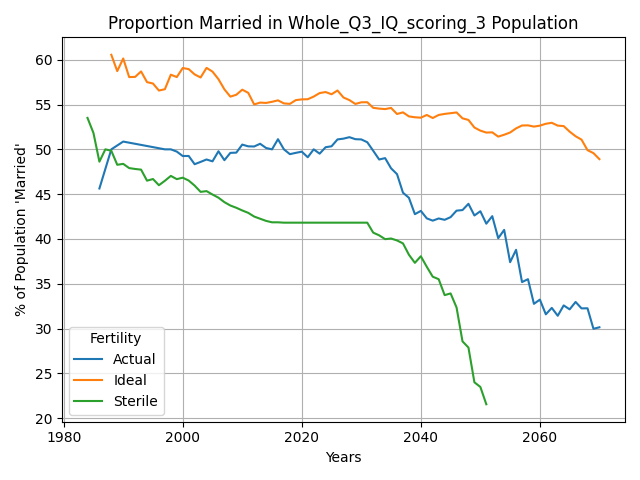 Proportion Married in Whole_Q3_IQ_scoring_3 Population
% of Population 'Married'
60
55
50
45
40
35
30
25
20
Fertility
Actual
Ideal
Sterile
1980
2000
2020
2040
2060
Years